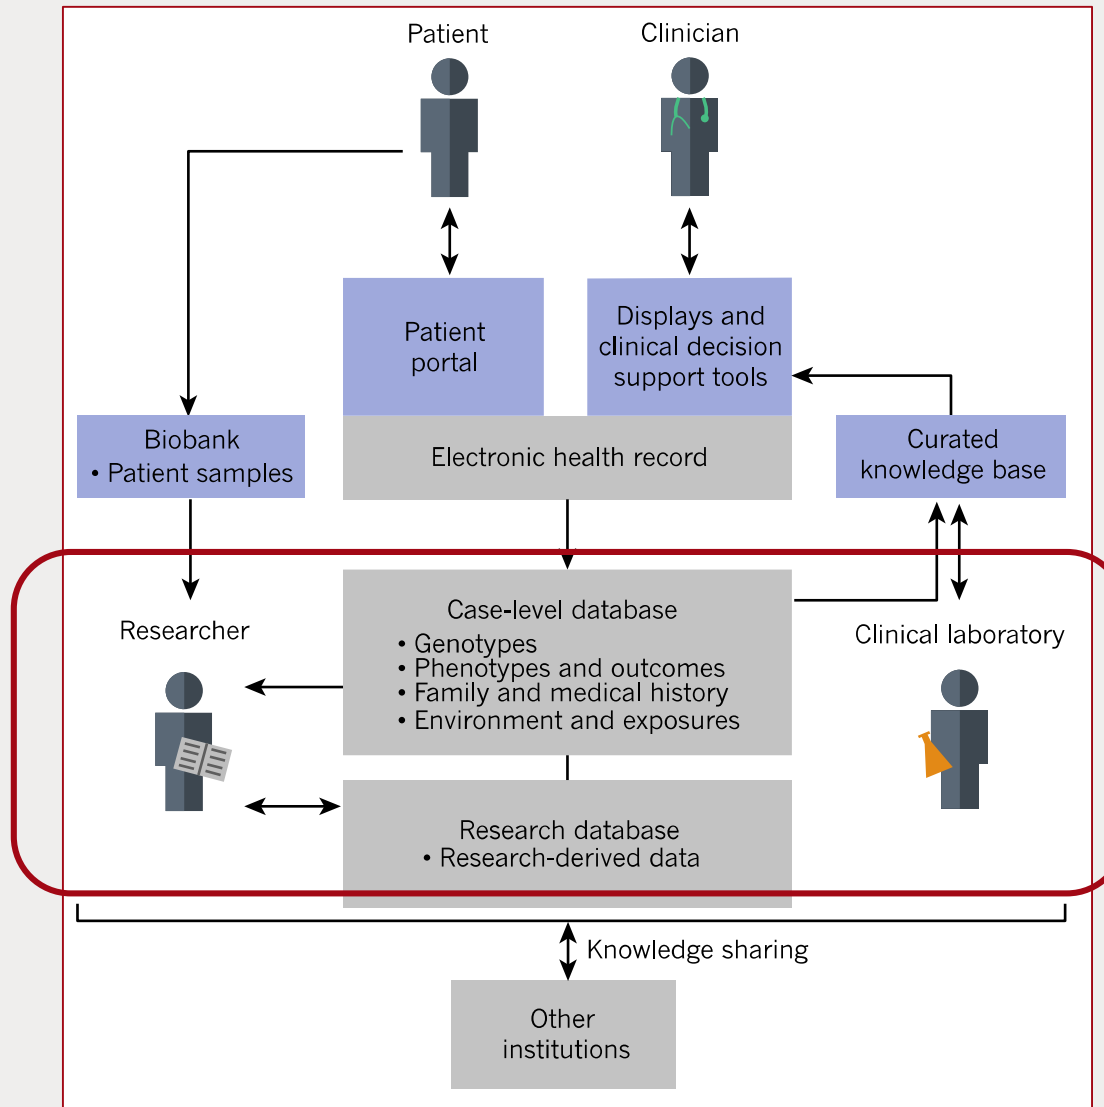 Patient
Clinician
Patient
portal
Displays and
clinical decision
support tools
Biobank
• Patient samples
Electronic health record
Curated
knowledge base
Researcher
Case-level database
• Genotypes
• Phenotypes and outcomes
• Family and medical history
• Environment and exposures
Clinical laboratory
Research database
• Research-derived data
Knowledge sharing
Other
institutions